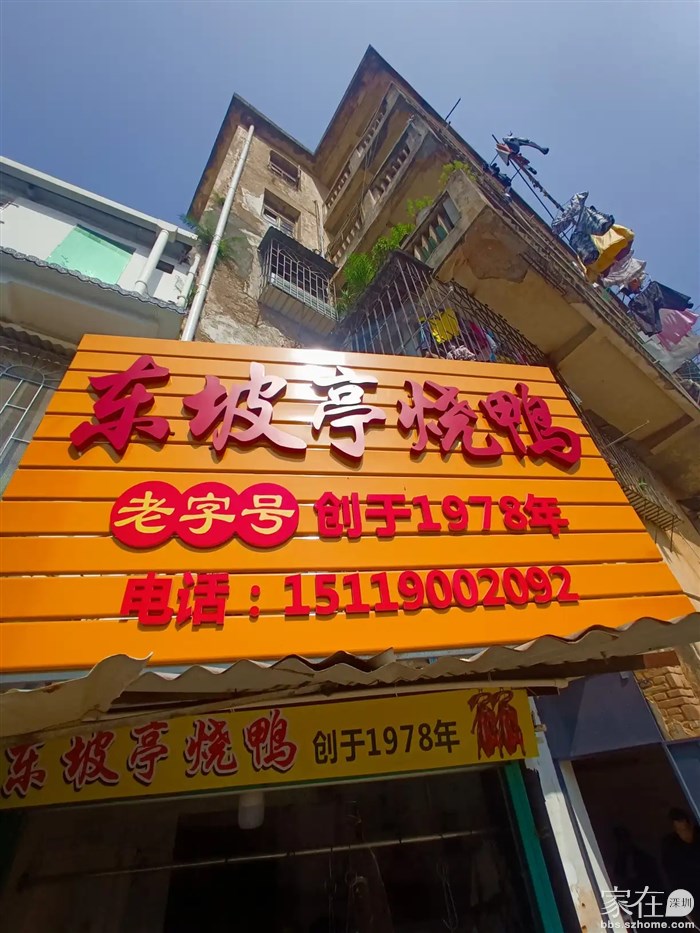 东坡亭烧鸭
老字号 创于1978年
电话：15119002092
东坡亭烧鸭 创于1978年
家在深圳
bbs.szhome.com